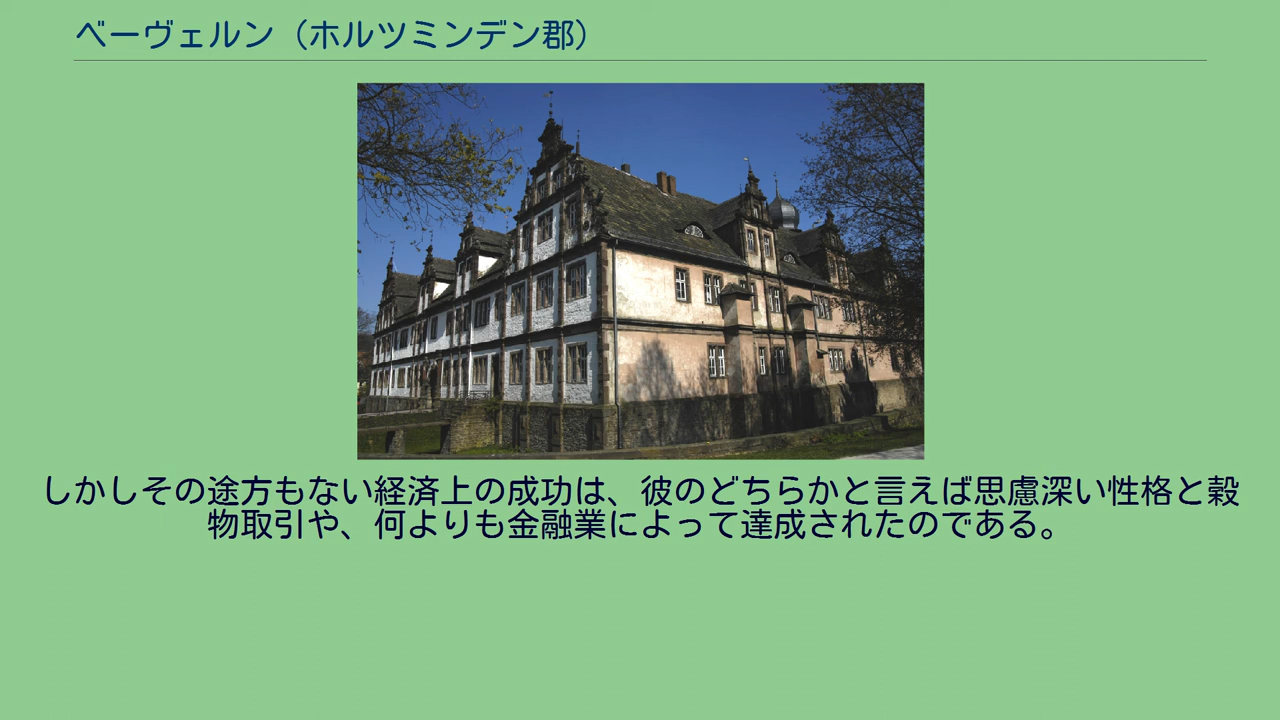 ベーヴェルン（ホルツミンデン郡）
しかしその途方もない経済上の成功は、彼のどちらかと言えば思慮深い性格と穀
物取引や、何よりも金融業によって達成されたのである。